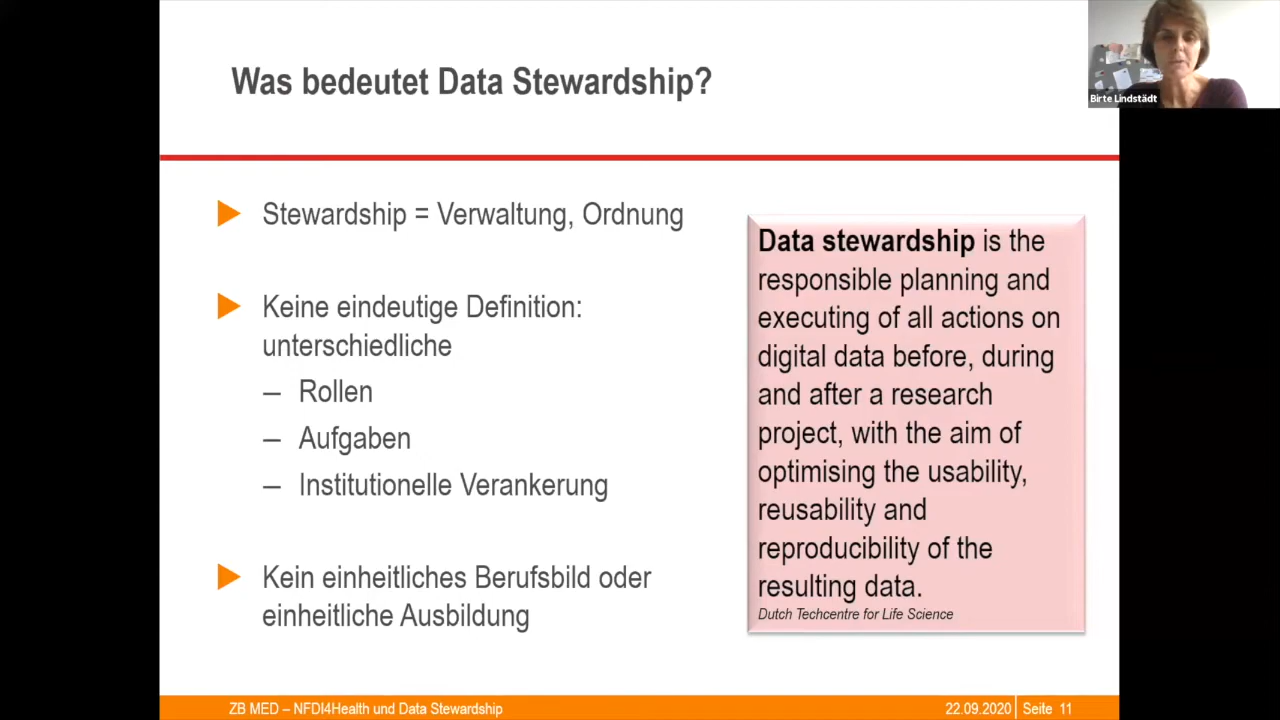 Was bedeutet Data Stewardship?
Birte Lindstädt
Stewardship = Verwaltung, Ordnung
Keine eindeutige Definition:
unterschiedliche
– Rollen
– Aufgaben
– Institutionelle Verankerung
Kein einheitliches Berufsbild oder
einheitliche Ausbildung
Data stewardship is the
responsible planning and
executing of all actions on
digital data before, during
and after a research
project, with the aim of
optimising the usability,
reusability and
reproducibility of the
resulting data.
Dutch Techcentre for Life Science
ZB MED – NFDI4Health und Data Stewardship
22.09.2020 Seite 11